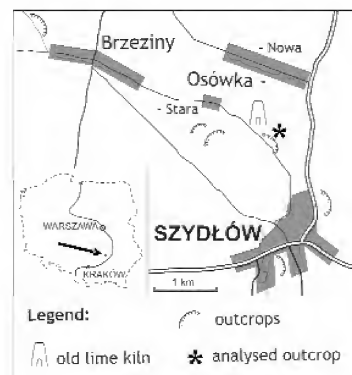 Brzeziny
- Nowa
Osówka -
- Stara
SZYDŁÓW
WARSZAWA
KRAKÓW
1 km
Legend:
outcrops
old lime kiln
* analysed outcrop